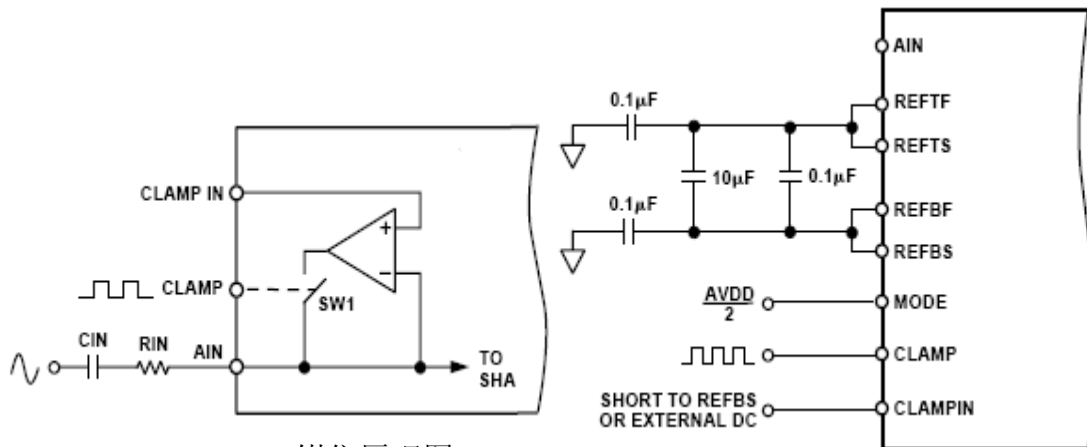 CLAMP IN
CLAMP
SW1
CIN
RIN
AIN
TO
SHA
+
−
0.1µF
0.1µF
10µF
0.1µF
AVDD
2
SHORT TO REFBS
OR EXTERNAL DC
AIN
REFTF
REFTS
REFBF
REFBS
MODE
CLAMP
CLAMPIN